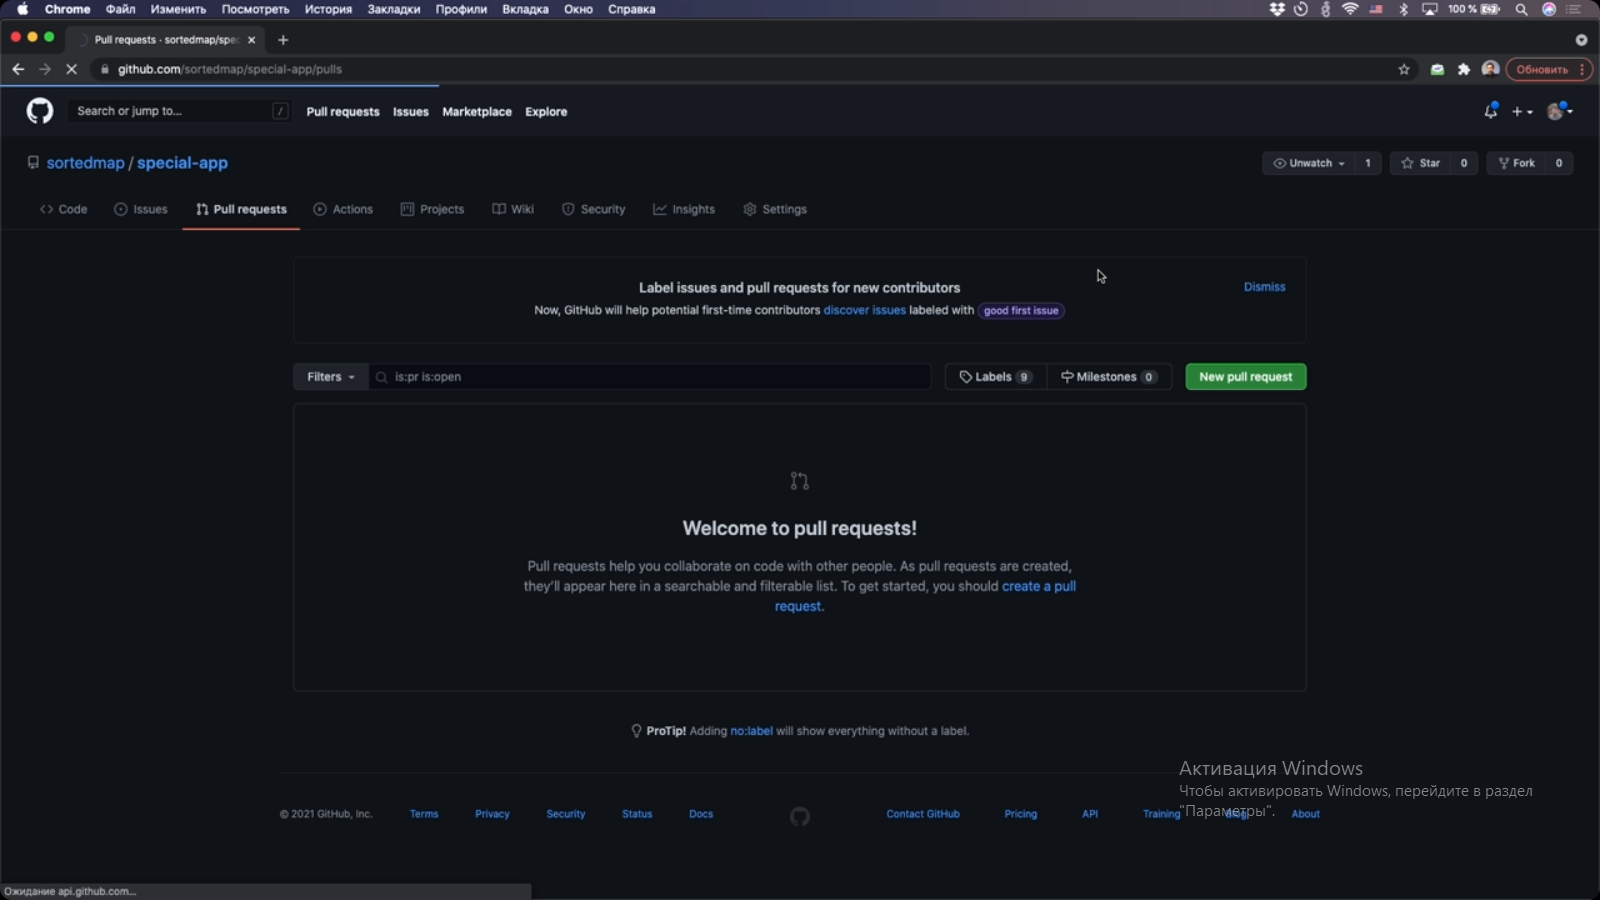 Chrome Файл Изменить Посмотреть История Закладки Профили Вкладка Окно Справка 100 %
Pull requests · sortedmap/spec
github.com/sortedmap/special-app/pulls Обновить
Search or jump to... / Pull requests Issues Marketplace Explore
sortedmap / special-app Unwatch 1 Star 0 Fork 0
Code Issues Pull requests Actions Projects Wiki Security Insights Settings
Label issues and pull requests for new contributors
Dismiss
Now, GitHub will help potential first-time contributors discover issues labeled with good first issue
Filters is:pr is:open Labels 9 Milestones 0 New pull request
Welcome to pull requests!
Pull requests help you collaborate on code with other people. As pull requests are created,
they'll appear here in a searchable and filterable list. To get started, you should create a pull
request.
ProTip! Adding no:label will show everything without a label.
Активация Windows
Чтобы активировать Windows, перейдите в раздел
"Параметры".
© 2021 GitHub, Inc. Terms Privacy Security Status Docs Contact GitHub Pricing API Training Blog About
Ожидание api.github.com...